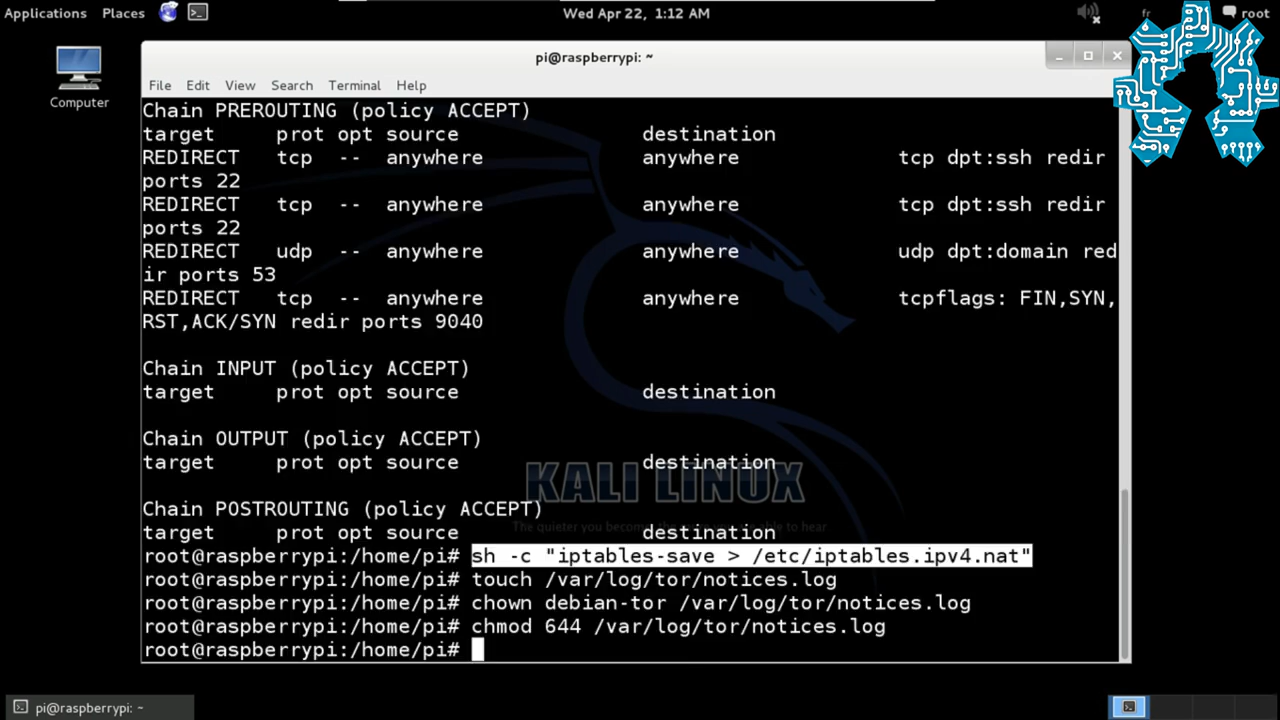 Applications Places Wed Apr 22, 1:12 AM fr root
Computer
pi@raspberrypi: ~
File Edit View Search Terminal Help
Chain PREROUTING (policy ACCEPT)
target prot opt source destination
REDIRECT tcp -- anywhere anywhere tcp dpt:ssh redir
ports 22
REDIRECT tcp -- anywhere anywhere tcp dpt:ssh redir
ports 22
REDIRECT udp -- anywhere anywhere udp dpt:domain red
ir ports 53
REDIRECT tcp -- anywhere anywhere tcpflags: FIN,SYN,
RST,ACK/SYN redir ports 9040
Chain INPUT (policy ACCEPT)
target prot opt source destination
Chain OUTPUT (policy ACCEPT)
target prot opt source destination
KALI LINUX
Chain POSTROUTING (policy ACCEPT)
The quieter you become, the more you are able to hear
target prot opt source destination
root@raspberrypi:/home/pi# sh -c "iptables-save > /etc/iptables.ipv4.nat"
root@raspberrypi:/home/pi# touch /var/log/tor/notices.log
root@raspberrypi:/home/pi# chown debian-tor /var/log/tor/notices.log
root@raspberrypi:/home/pi# chmod 644 /var/log/tor/notices.log
root@raspberrypi:/home/pi#
pi@raspberrypi: ~